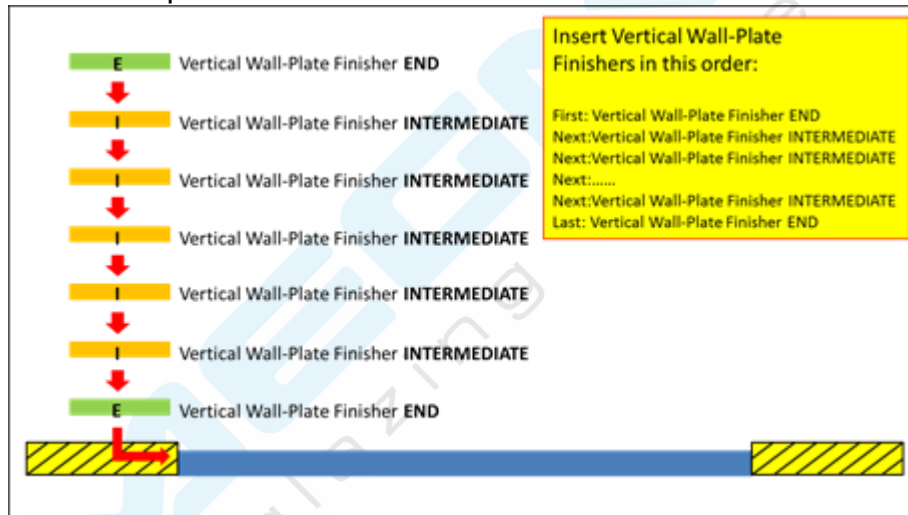 E Vertical Wall-Plate Finisher END
I Vertical Wall-Plate Finisher INTERMEDIATE
I Vertical Wall-Plate Finisher INTERMEDIATE
I Vertical Wall-Plate Finisher INTERMEDIATE
I Vertical Wall-Plate Finisher INTERMEDIATE
I Vertical Wall-Plate Finisher INTERMEDIATE
E Vertical Wall-Plate Finisher END
Insert Vertical Wall-Plate
Finishers in this order:
First: Vertical Wall-Plate Finisher END
Next:Vertical Wall-Plate Finisher INTERMEDIATE
Next:Vertical Wall-Plate Finisher INTERMEDIATE
Next:......
Next:Vertical Wall-Plate Finisher INTERMEDIATE
Last: Vertical Wall-Plate Finisher END